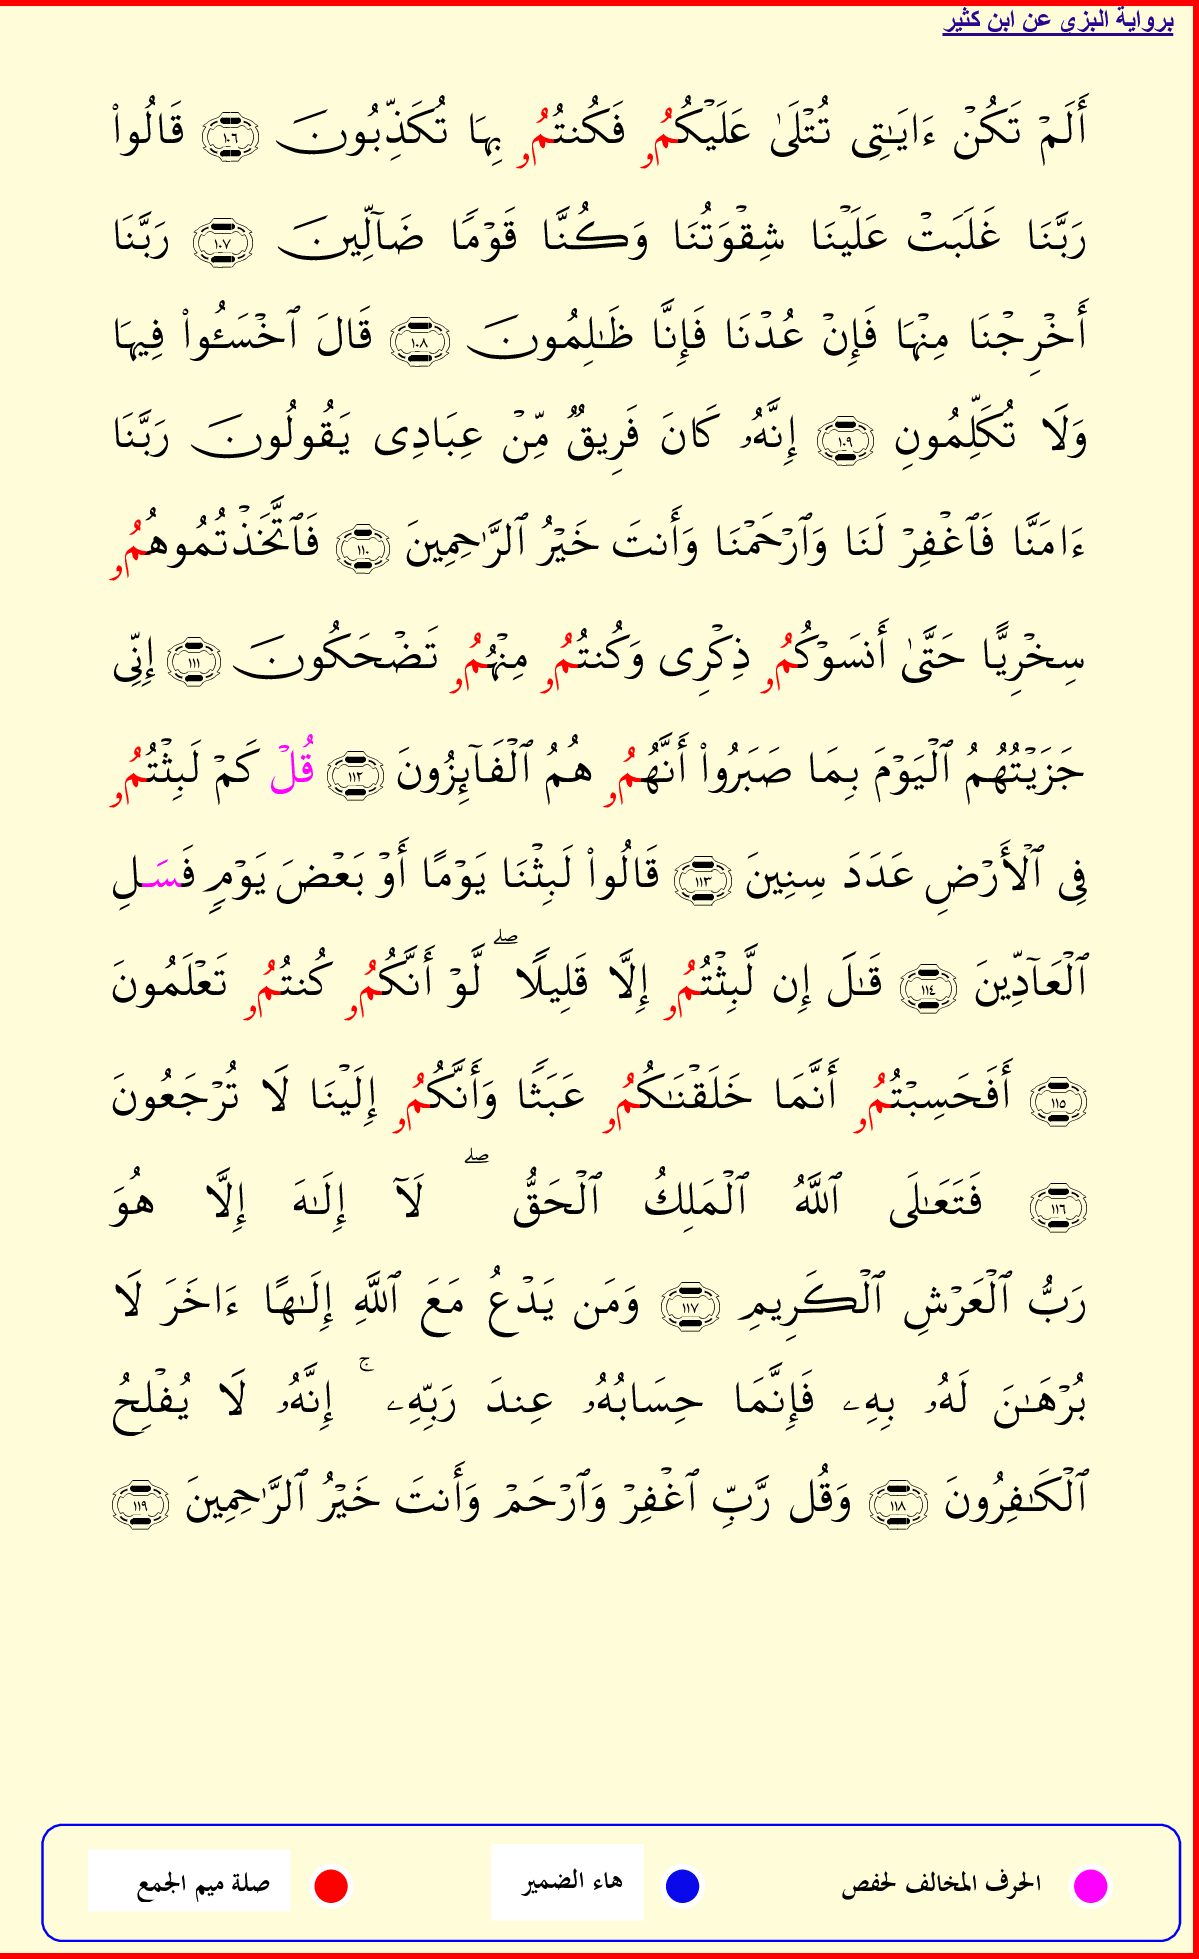 برواية البزي عن ابن كثير
أَلَمْ تَكُنْ ءَايَٰتِى تُتْلَىٰ عَلَيْكُمُۥ فَكُنتُمُۥ بِهَا تُكَذِّبُونَ ١٠٦ قَالُوا۟
رَبَّنَا غَلَبَتْ عَلَيْنَا شِقْوَتُنَا وَكُنَّا قَوْمًا ضَآلِّينَ ١٠٧ رَبَّنَا
أَخْرِجْنَا مِنْهَا فَإِنْ عُدْنَا فَإِنَّا ظَٰلِمُونَ ١٠٨ قَالَ ٱخْسَـُٔوا۟ فِيهَا
وَلَا تُكَلِّمُونِ ١٠٩ إِنَّهُۥ كَانَ فَرِيقٌ مِّنْ عِبَادِى يَقُولُونَ رَبَّنَا
ءَامَنَّا فَٱغْفِرْ لَنَا وَٱرْحَمْنَا وَأَنتَ خَيْرُ ٱلرَّٰحِمِينَ ١١٠ فَٱتَّخَذْتُمُوهُمُۥ
سِخْرِيًّا حَتَّىٰ أَنسَوْكُمُۥ ذِكْرِى وَكُنتُمُۥ مِنْهُمُۥ تَضْحَكُونَ ١١١ إِنِّى
جَزَيْتُهُمُ ٱلْيَوْمَ بِمَا صَبَرُوا۟ أَنَّهُمُۥ هُمُ ٱلْفَآئِزُونَ ١١٢ قُلْ كَمْ لَبِثْتُمُۥ
فِى ٱلْأَرْضِ عَدَدَ سِنِينَ ١١٣ قَالُوا۟ لَبِثْنَا يَوْمًا أَوْ بَعْضَ يَوْمٍ فَسَلِ
ٱلْعَآدِّينَ ١١٤ قَٰلَ إِن لَّبِثْتُمُۥ إِلَّا قَلِيلًا ۖ لَّوْ أَنَّكُمُۥ كُنتُمُۥ تَعْلَمُونَ
١١٥ أَفَحَسِبْتُمُۥ أَنَّمَا خَلَقْنَٰكُمُۥ عَبَثًا وَأَنَّكُمُۥ إِلَيْنَا لَا تُرْجَعُونَ
١١٦ فَتَعَٰلَى ٱللَّهُ ٱلْمَلِكُ ٱلْحَقُّ ۖ لَآ إِلَٰهَ إِلَّا هُوَ
رَبُّ ٱلْعَرْشِ ٱلْكَرِيمِ ١١٧ وَمَن يَدْعُ مَعَ ٱللَّهِ إِلَٰهًا ءَاخَرَ لَا
بُرْهَٰنَ لَهُۥ بِهِۦ فَإِنَّمَا حِسَابُهُۥ عِندَ رَبِّهِۦٓ ۚ إِنَّهُۥ لَا يُفْلِحُ
ٱلْكَٰفِرُونَ ١١٨ وَقُل رَّبِّ ٱغْفِرْ وَٱرْحَمْ وَأَنتَ خَيْرُ ٱلرَّٰحِمِينَ ١١٩
الحرف المخالف لحفص هاء الضمير صلة ميم الجمع